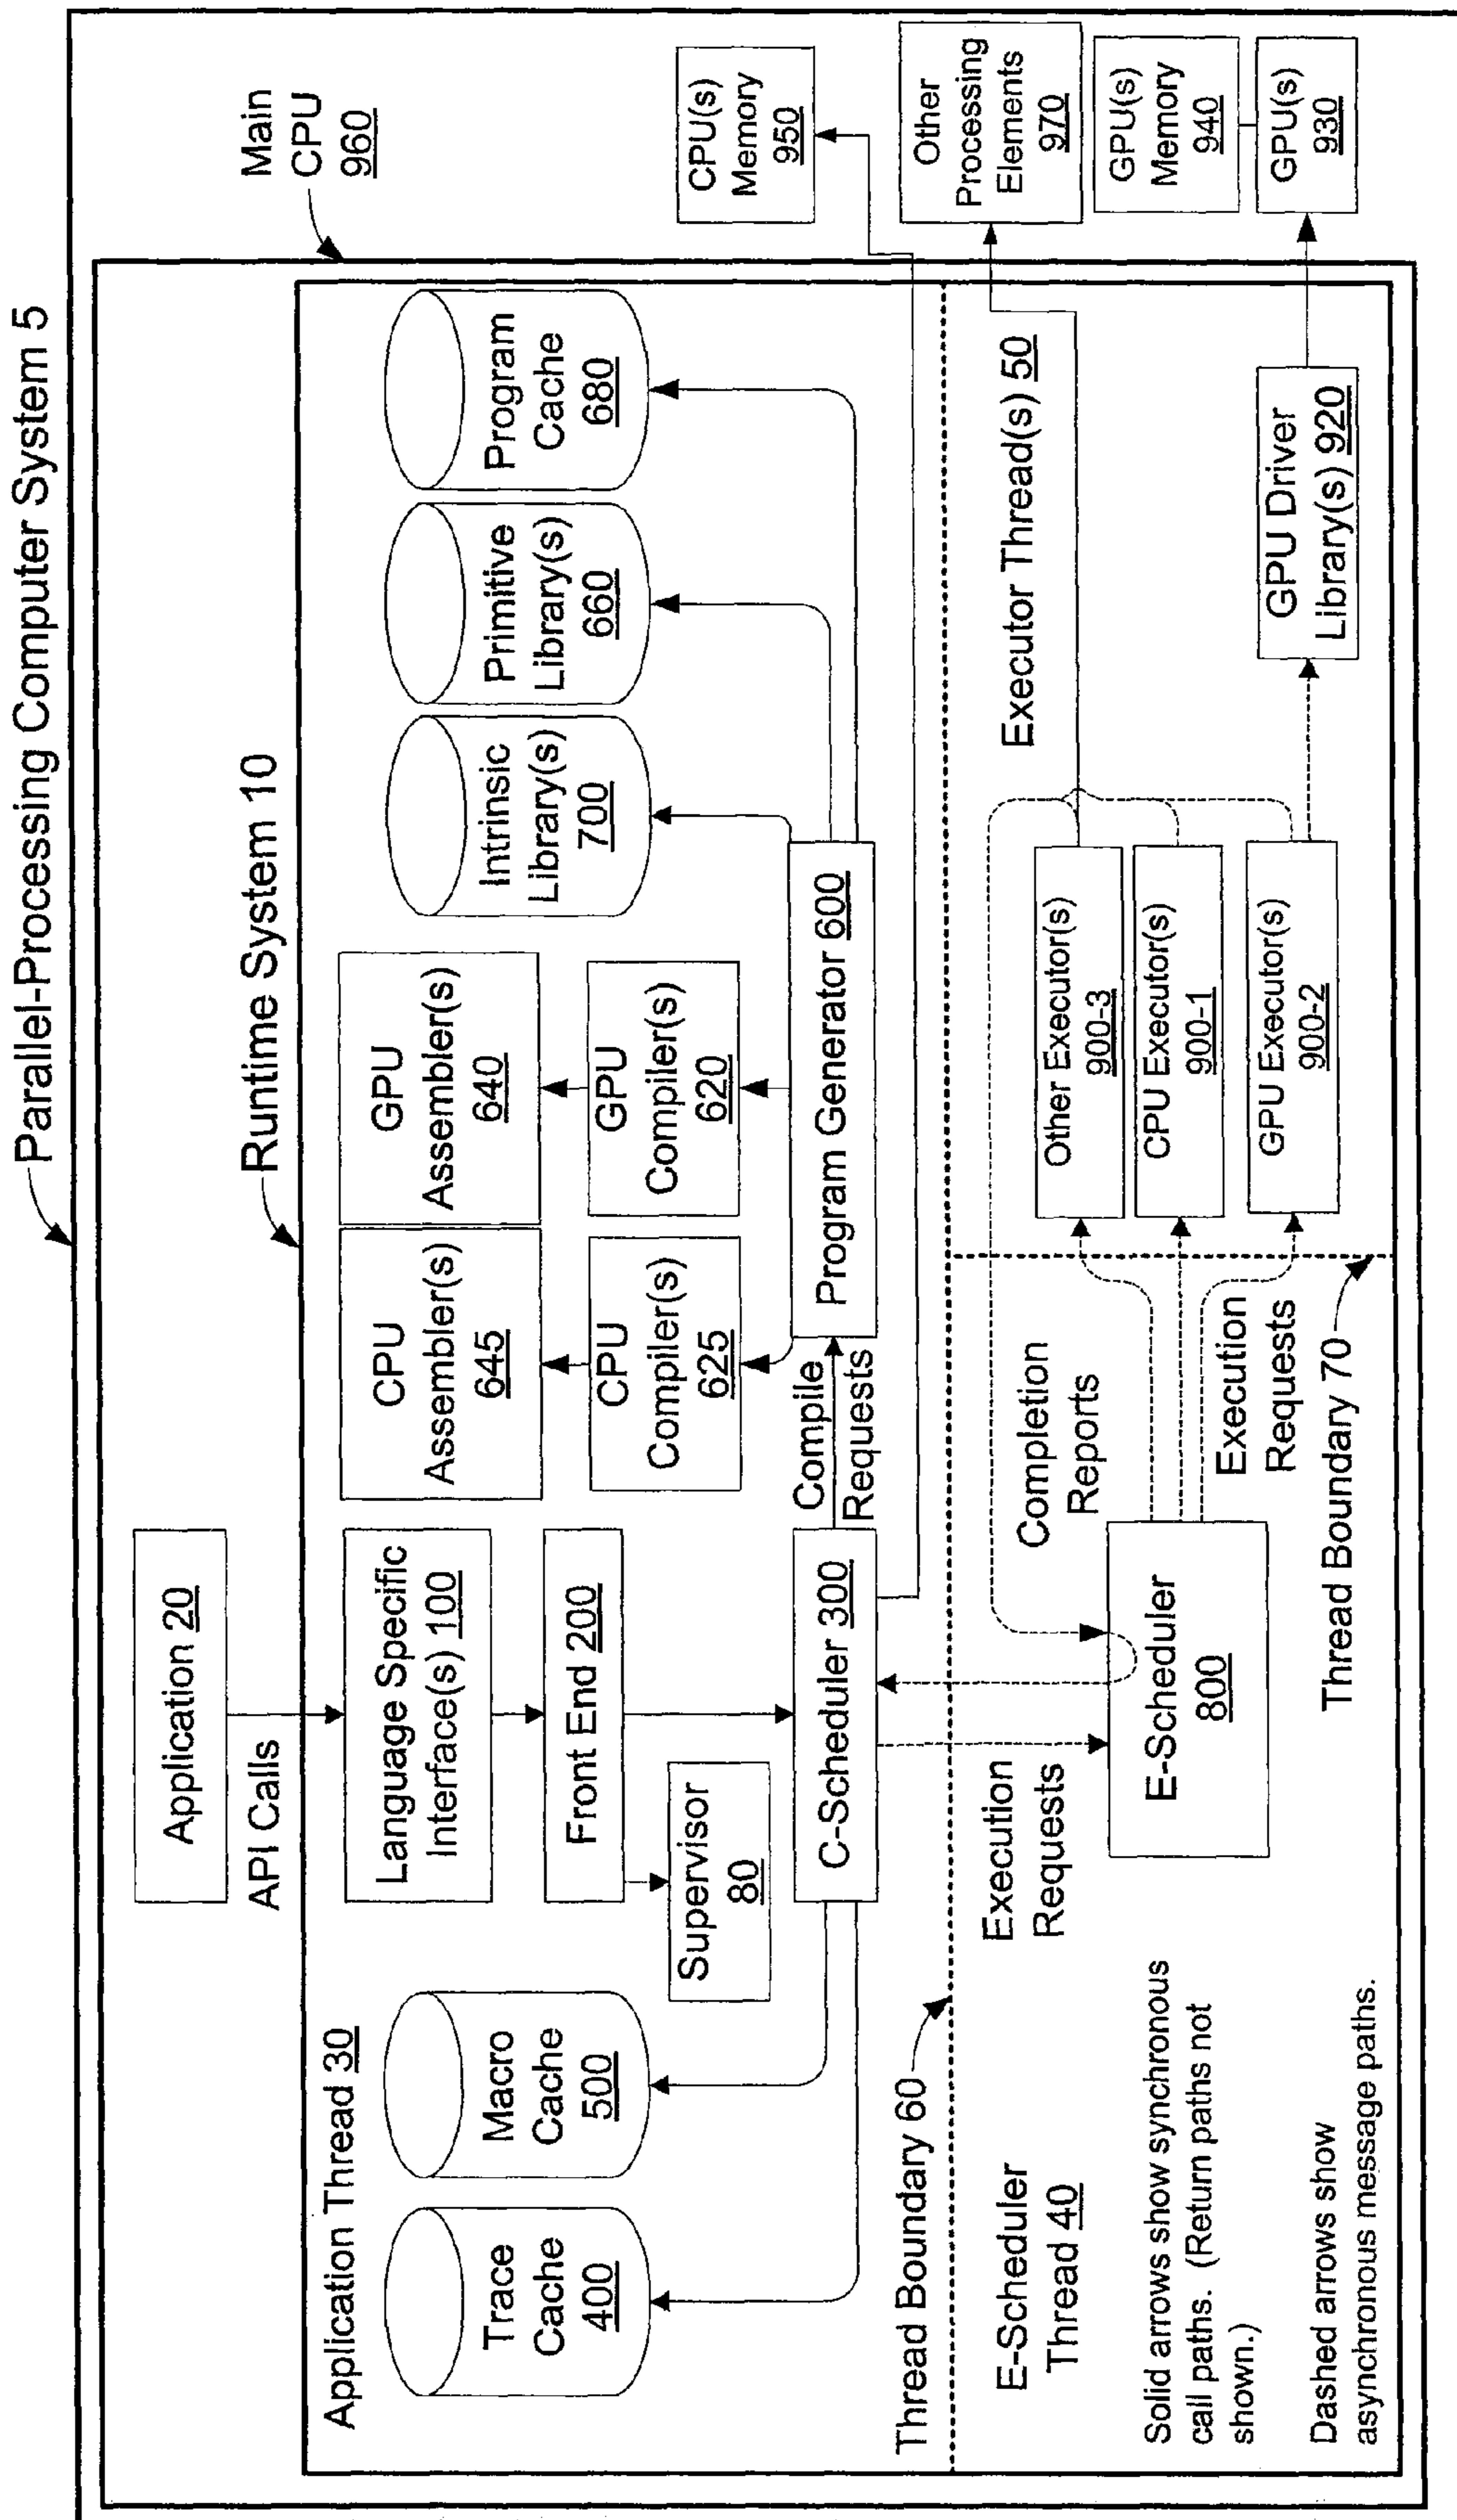 Parallel-Processing Computer System 5
Runtime System 10
Main
CPU
960
Application 20
API Calls
Application Thread 30
Language Specific
Interface(s) 100
Front End 200
Supervisor
80
C-Scheduler 300
Trace
Cache
400
Macro
Cache
500
CPU
Assembler(s)
645
GPU
Assembler(s)
640
CPU
Compiler(s)
625
GPU
Compiler(s)
620
Compile
Requests
Program Generator 600
Intrinsic
Library(s)
700
Primitive
Library(s)
660
Program
Cache
680
CPU(s)
Memory
950
Other
Processing
Elements
970
GPU(s)
Memory
940
GPU(s)
930
Thread Boundary 60
E-Scheduler
Thread 40
Execution
Requests
E-Scheduler
800
Completion
Reports
Execution
Requests
Thread Boundary 70
Executor Thread(s) 50
Other Executor(s)
900-3
CPU Executor(s)
900-1
GPU Executor(s)
900-2
GPU Driver
Library(s) 920
Solid arrows show synchronous
call paths. (Return paths not
shown.)
Dashed arrows show
asynchronous message paths.